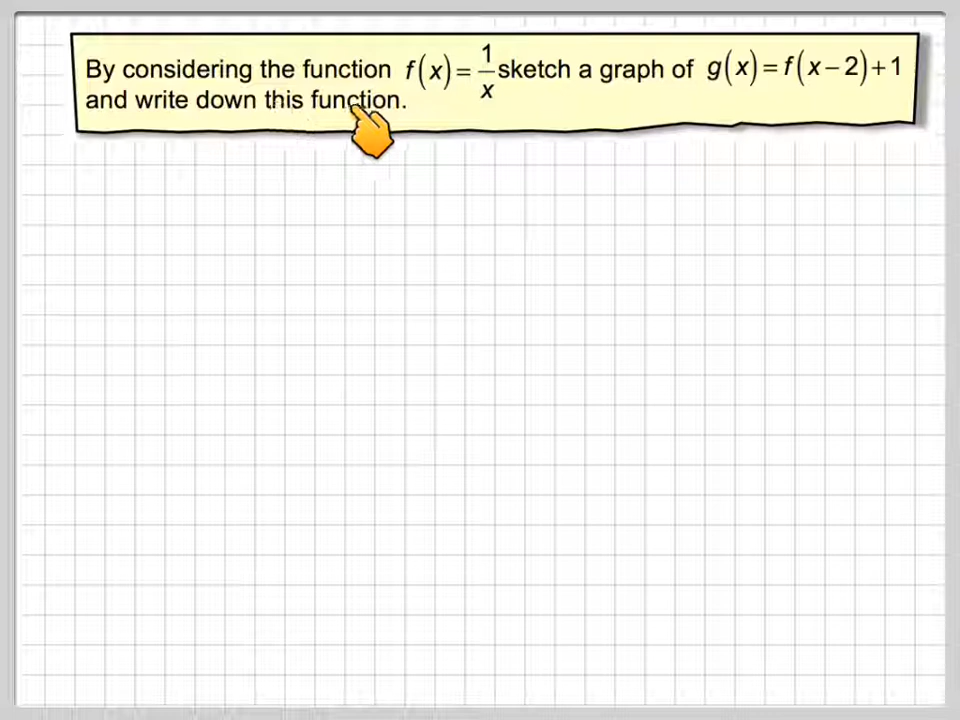 By considering the function f(x) = 1/x sketch a graph of g(x) = f(x − 2) + 1
and write down this function.